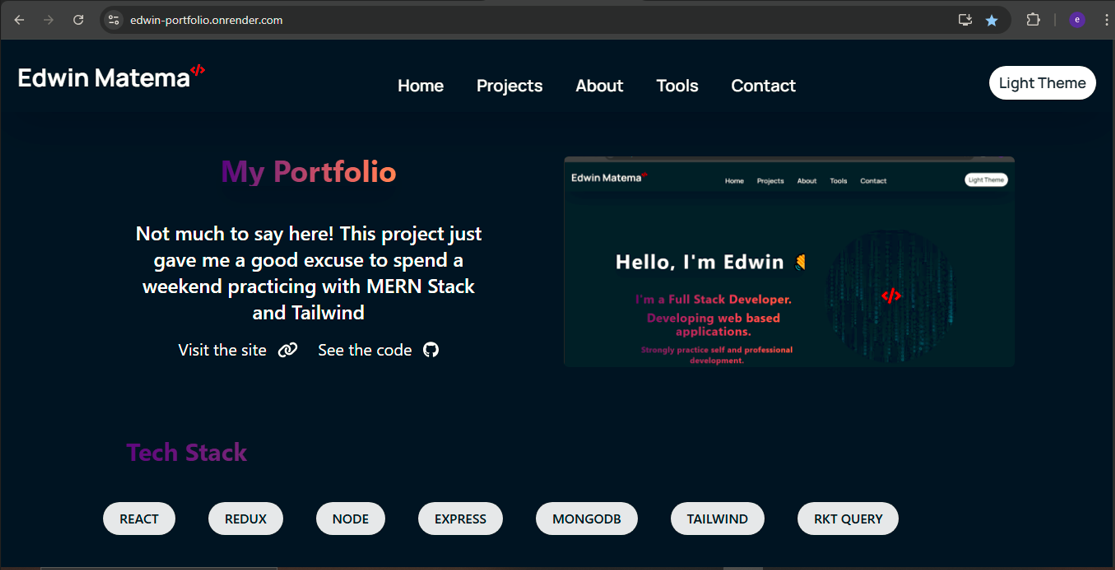 edwin-portfolio.onrender.com
e
Edwin Matema</>
Home Projects About Tools Contact
Light Theme
My Portfolio
Not much to say here! This project just
gave me a good excuse to spend a
weekend practicing with MERN Stack
and Tailwind
Visit the site See the code
Edwin Matema
Home Projects About Tools Contact
Light Theme
Hello, I'm Edwin
</>
I'm a Full Stack Developer.
Developing web based
applications.
Strongly practice self and professional
development.
Tech Stack
REACT REDUX NODE EXPRESS MONGODB TAILWIND RKT QUERY